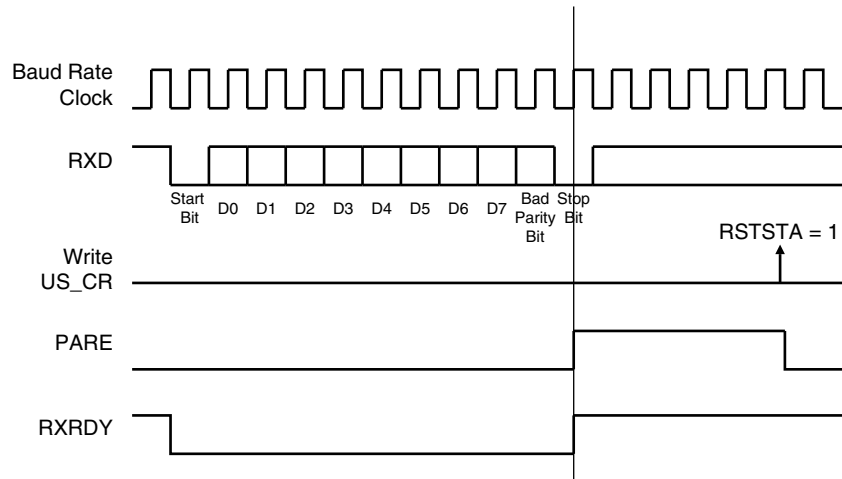 Baud Rate
Clock
RXD
Start
Bit
D0
D1
D2
D3
D4
D5
D6
D7
Bad
Parity
Bit
Stop
Bit
RSTSTA = 1
Write
US_CR
PARE
RXRDY